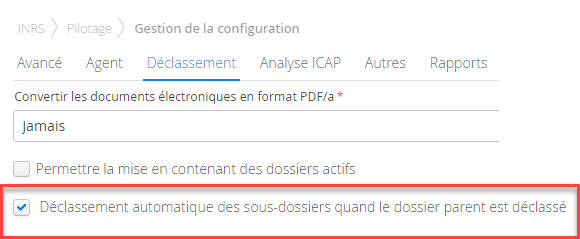 INRS > Pilotage > Gestion de la configuration
Avancé Agent Déclassement Analyse ICAP Autres Rapports
Convertir les documents électroniques en format PDF/a *
Jamais
Permettre la mise en contenant des dossiers actifs
Déclassement automatique des sous-dossiers quand le dossier parent est déclassé